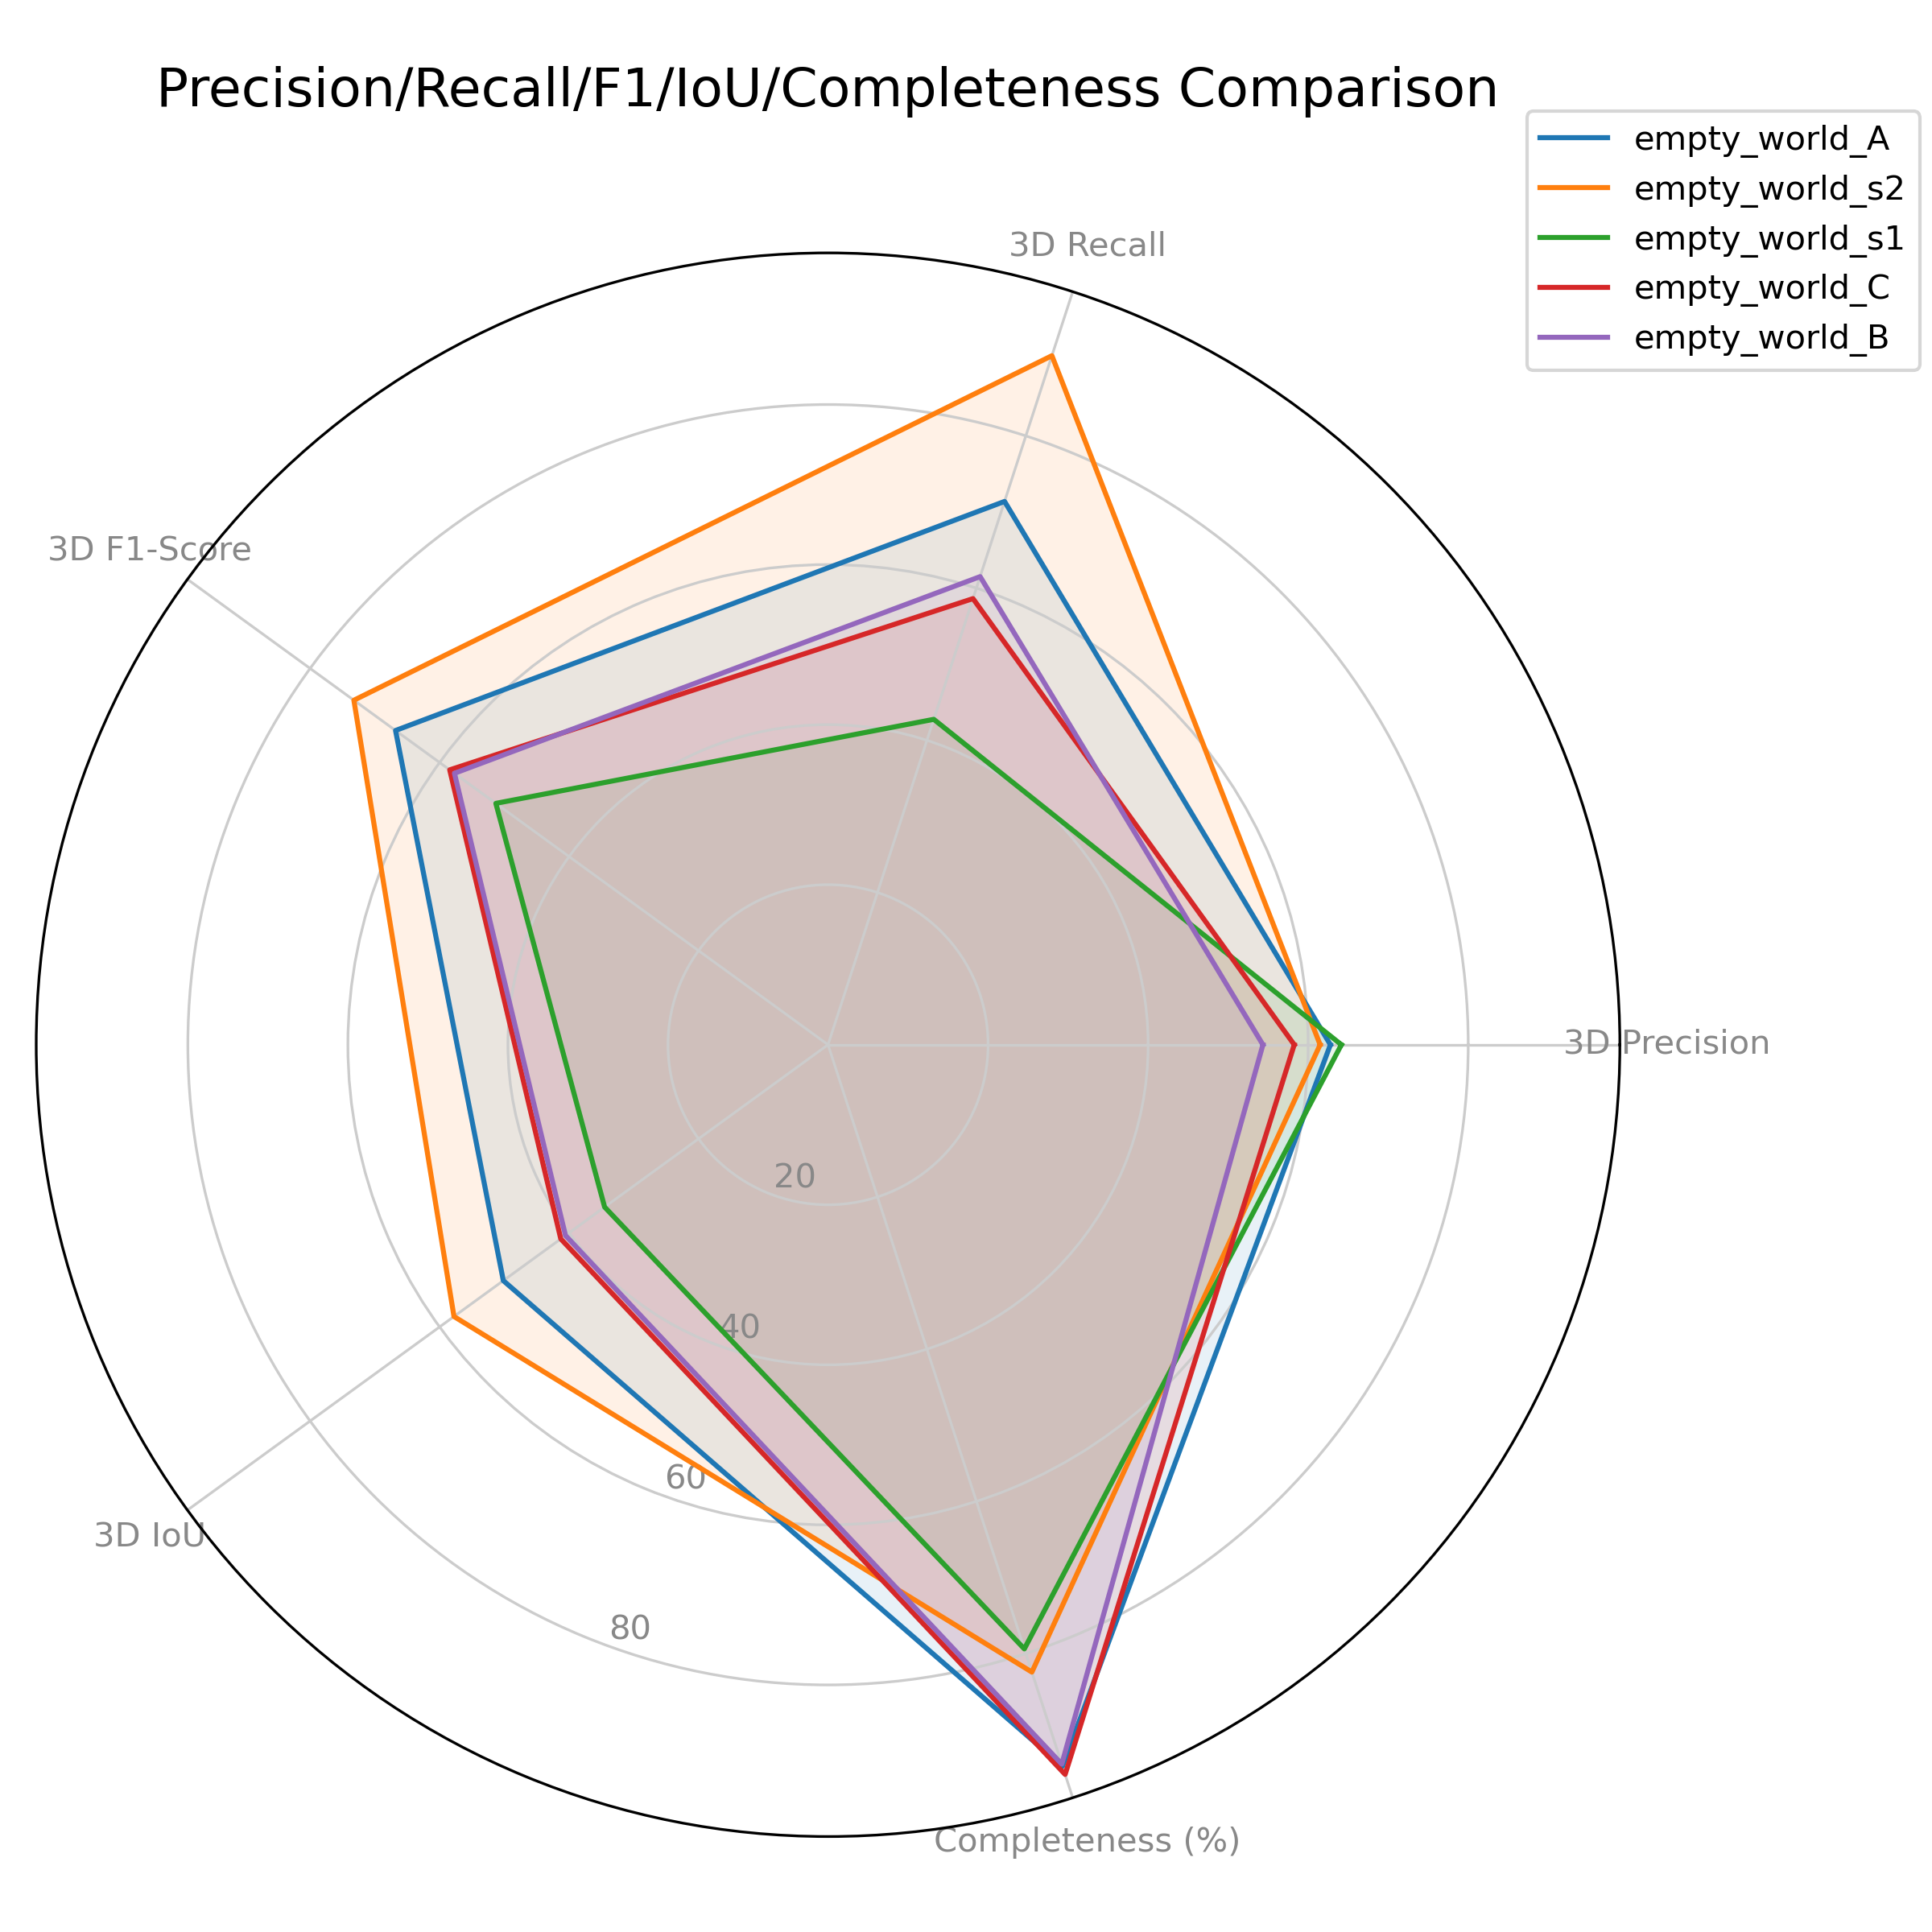 Precision/Recall/F1/IoU/Completeness Comparison
empty_world_A
empty_world_s2
empty_world_s1
empty_world_C
empty_world_B
3D Recall
3D F1-Score
3D Precision
20
40
60
3D IoU
80
Completeness (%)